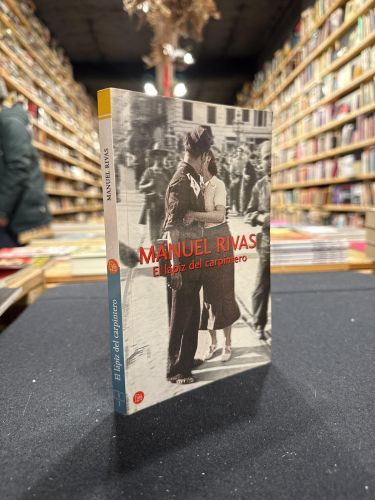 MANUEL RIVAS
El lápiz del carpintero
MANUEL RIVAS
El lápiz del carpintero